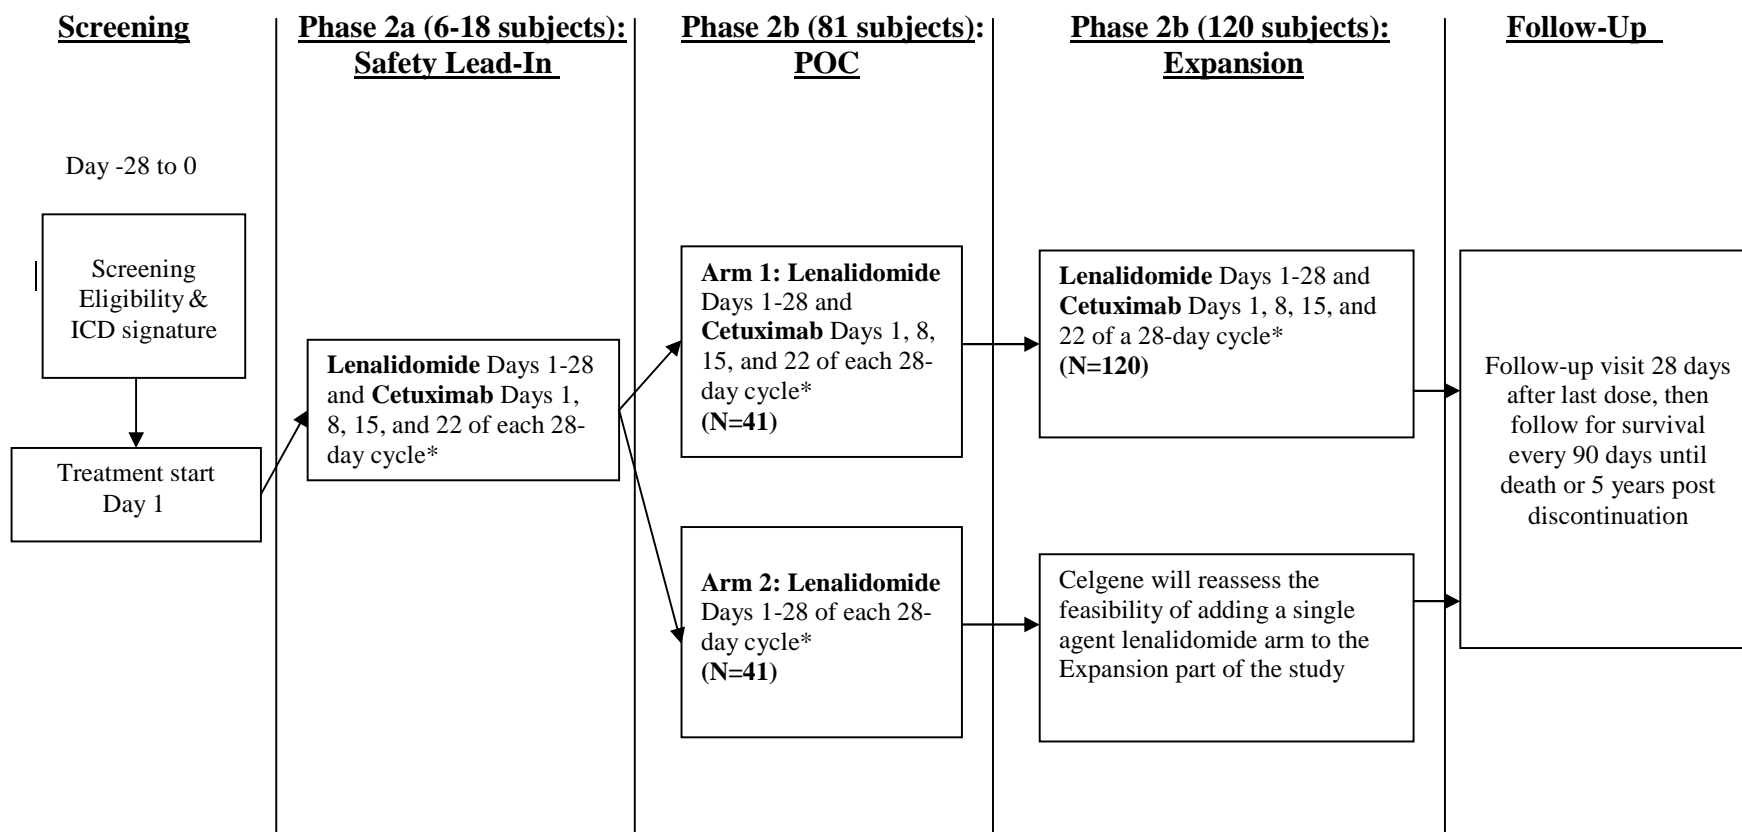 Screening
Phase 2a (6-18 subjects):
Safety Lead-In
Phase 2b (81 subjects):
POC
Phase 2b (120 subjects):
Expansion
Follow-Up
Day -28 to 0
Screening
Eligibility &
ICD signature
Treatment start
Day 1
Lenalidomide Days 1-28
and Cetuximab Days 1,
8, 15, and 22 of each 28-
day cycle*
Arm 1: Lenalidomide
Days 1-28 and
Cetuximab Days 1, 8,
15, and 22 of each 28-
day cycle*
(N=41)
Arm 2: Lenalidomide
Days 1-28 of each 28-
day cycle*
(N=41)
Lenalidomide Days 1-28 and
Cetuximab Days 1, 8, 15, and
22 of a 28-day cycle*
(N=120)
Celgene will reassess the
feasibility of adding a single
agent lenalidomide arm to the
Expansion part of the study
Follow-up visit 28 days
after last dose, then
follow for survival
every 90 days until
death or 5 years post
discontinuation